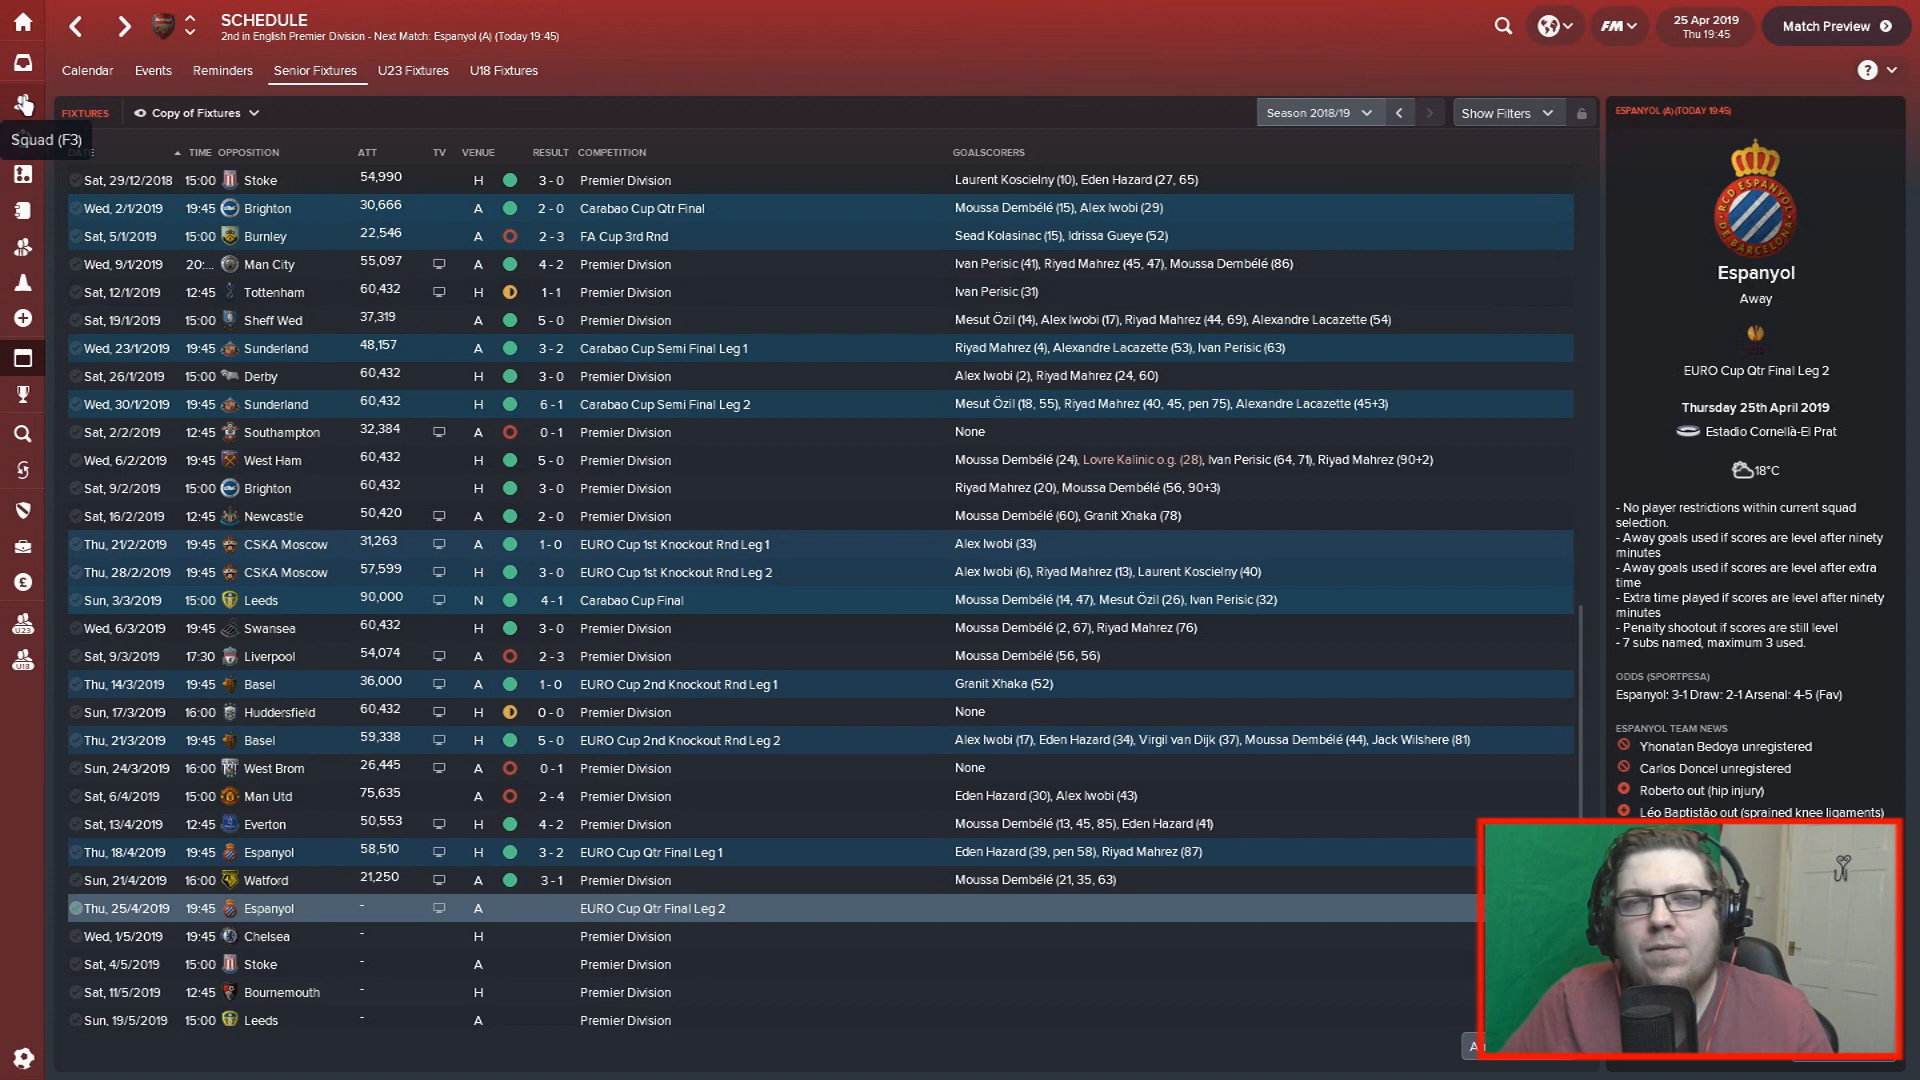 SCHEDULE
2nd in English Premier Division - Next Match: Espanyol (A) (Today 19:45)
FM
25 Apr 2019
Thu 19:45
Match Preview
Calendar Events Reminders Senior Fixtures U23 Fixtures U18 Fixtures
?
FIXTURES Copy of Fixtures Season 2018/19 Show Filters
Squad (F3)
TIME OPPOSITION ATT TV VENUE RESULT COMPETITION GOALSCORERS
Sat, 29/12/2018 15:00 Stoke 54,990 H 3 - 0 Premier Division Laurent Koscielny (10), Eden Hazard (27, 65)
Wed, 2/1/2019 19:45 Brighton 30,666 A 2 - 0 Carabao Cup Qtr Final Moussa Dembélé (15), Alex Iwobi (29)
Sat, 5/1/2019 15:00 Burnley 22,546 A 2 - 3 FA Cup 3rd Rnd Sead Kolasinac (15), Idrissa Gueye (52)
Wed, 9/1/2019 20:... Man City 55,097 A 4 - 2 Premier Division Ivan Perisic (41), Riyad Mahrez (45, 47), Moussa Dembélé (86)
Sat, 12/1/2019 12:45 Tottenham 60,432 H 1 - 1 Premier Division Ivan Perisic (31)
Sat, 19/1/2019 15:00 Sheff Wed 37,319 A 5 - 0 Premier Division Mesut Özil (14), Alex Iwobi (17), Riyad Mahrez (44, 69), Alexandre Lacazette (54)
Wed, 23/1/2019 19:45 Sunderland 48,157 A 3 - 2 Carabao Cup Semi Final Leg 1 Riyad Mahrez (4), Alexandre Lacazette (53), Ivan Perisic (63)
Sat, 26/1/2019 15:00 Derby 60,432 H 3 - 0 Premier Division Alex Iwobi (2), Riyad Mahrez (24, 60)
Wed, 30/1/2019 19:45 Sunderland 60,432 H 6 - 1 Carabao Cup Semi Final Leg 2 Mesut Özil (18, 55), Riyad Mahrez (40, 45, pen 75), Alexandre Lacazette (45+3)
Sat, 2/2/2019 12:45 Southampton 32,384 A 0 - 1 Premier Division None
Wed, 6/2/2019 19:45 West Ham 60,432 H 5 - 0 Premier Division Moussa Dembélé (24), Lovre Kalinic o.g. (28), Ivan Perisic (64, 71), Riyad Mahrez (90+2)
Sat, 9/2/2019 15:00 Brighton 60,432 H 3 - 0 Premier Division Riyad Mahrez (20), Moussa Dembélé (56, 90+3)
Sat, 16/2/2019 12:45 Newcastle 50,420 A 2 - 0 Premier Division Moussa Dembélé (60), Granit Xhaka (78)
Thu, 21/2/2019 19:45 CSKA Moscow 31,263 A 1 - 0 EURO Cup 1st Knockout Rnd Leg 1 Alex Iwobi (33)
Thu, 28/2/2019 19:45 CSKA Moscow 57,599 H 3 - 0 EURO Cup 1st Knockout Rnd Leg 2 Alex Iwobi (6), Riyad Mahrez (13), Laurent Koscielny (40)
Sun, 3/3/2019 15:00 Leeds 90,000 N 4 - 1 Carabao Cup Final Moussa Dembélé (14, 47), Mesut Özil (26), Ivan Perisic (32)
Wed, 6/3/2019 19:45 Swansea 60,432 H 3 - 0 Premier Division Moussa Dembélé (2, 67), Riyad Mahrez (76)
Sat, 9/3/2019 17:30 Liverpool 54,074 A 2 - 3 Premier Division Moussa Dembélé (56, 56)
Thu, 14/3/2019 19:45 Basel 36,000 A 1 - 0 EURO Cup 2nd Knockout Rnd Leg 1 Granit Xhaka (52)
Sun, 17/3/2019 16:00 Huddersfield 60,432 H 0 - 0 Premier Division None
Thu, 21/3/2019 19:45 Basel 59,338 H 5 - 0 EURO Cup 2nd Knockout Rnd Leg 2 Alex Iwobi (17), Eden Hazard (34), Virgil van Dijk (37), Moussa Dembélé (44), Jack Wilshere (81)
Sun, 24/3/2019 16:00 West Brom 26,445 A 0 - 1 Premier Division None
Sat, 6/4/2019 15:00 Man Utd 75,635 A 2 - 4 Premier Division Eden Hazard (30), Alex Iwobi (43)
Sat, 13/4/2019 12:45 Everton 50,553 H 4 - 2 Premier Division Moussa Dembélé (13, 45, 85), Eden Hazard (41)
Thu, 18/4/2019 19:45 Espanyol 58,510 H 3 - 2 EURO Cup Qtr Final Leg 1 Eden Hazard (39, pen 58), Riyad Mahrez (87)
Sun, 21/4/2019 16:00 Watford 21,250 A 3 - 1 Premier Division Moussa Dembélé (21, 35, 63)
Thu, 25/4/2019 19:45 Espanyol - A EURO Cup Qtr Final Leg 2
Wed, 1/5/2019 19:45 Chelsea - H Premier Division
Sat, 4/5/2019 15:00 Stoke - A Premier Division
Sat, 11/5/2019 12:45 Bournemouth - H Premier Division
Sun, 19/5/2019 15:00 Leeds - A Premier Division
U23
U18
ESPANYOL (A) (TODAY 19:45)
RCD ESPANYOL DE BARCELONA
Espanyol
Away
EURO Cup Qtr Final Leg 2
Thursday 25th April 2019
Estadio Cornellà-El Prat
18°C
- No player restrictions within current squad
selection.
- Away goals used if scores are level after ninety
minutes
- Away goals used if scores are level after extra
time
- Extra time played if scores are level after ninety
minutes
- Penalty shootout if scores are still level
- 7 subs named, maximum 3 used.
ODDS (SPORTPESA)
Espanyol: 3-1 Draw: 2-1 Arsenal: 4-5 (Fav)
ESPANYOL TEAM NEWS
Yhonatan Bedoya unregistered
Carlos Doncel unregistered
Roberto out (hip injury)
Léo Baptistão out (sprained knee ligaments)